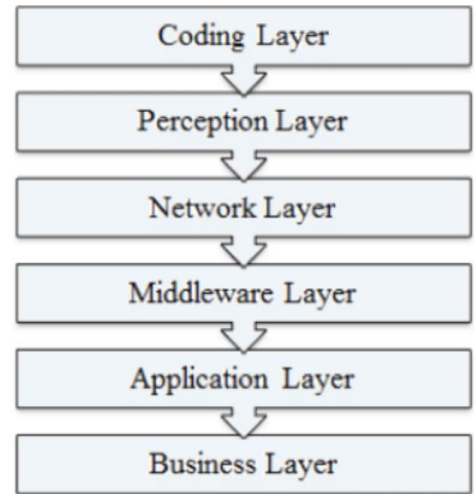 Coding Layer
Perception Layer
Network Layer
Middleware Layer
Application Layer
Business Layer